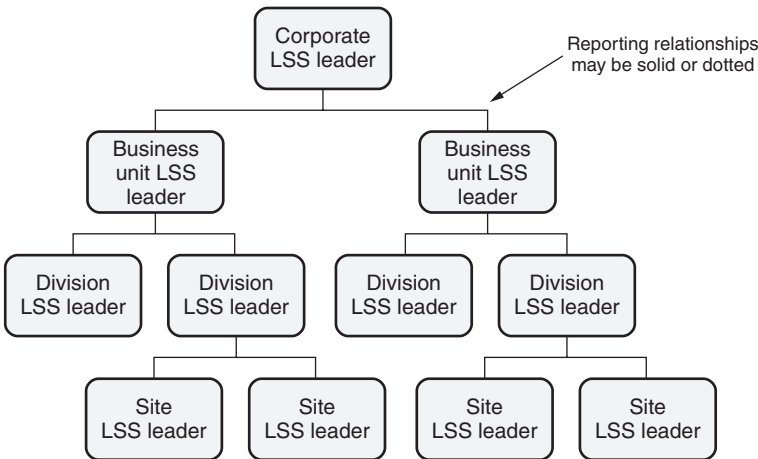 Corporate
LSS leader
Reporting relationships
may be solid or dotted
Business
unit LSS
leader
Business
unit LSS
leader
Division
LSS leader
Division
LSS leader
Division
LSS leader
Division
LSS leader
Site
LSS leader
Site
LSS leader
Site
LSS leader
Site
LSS leader